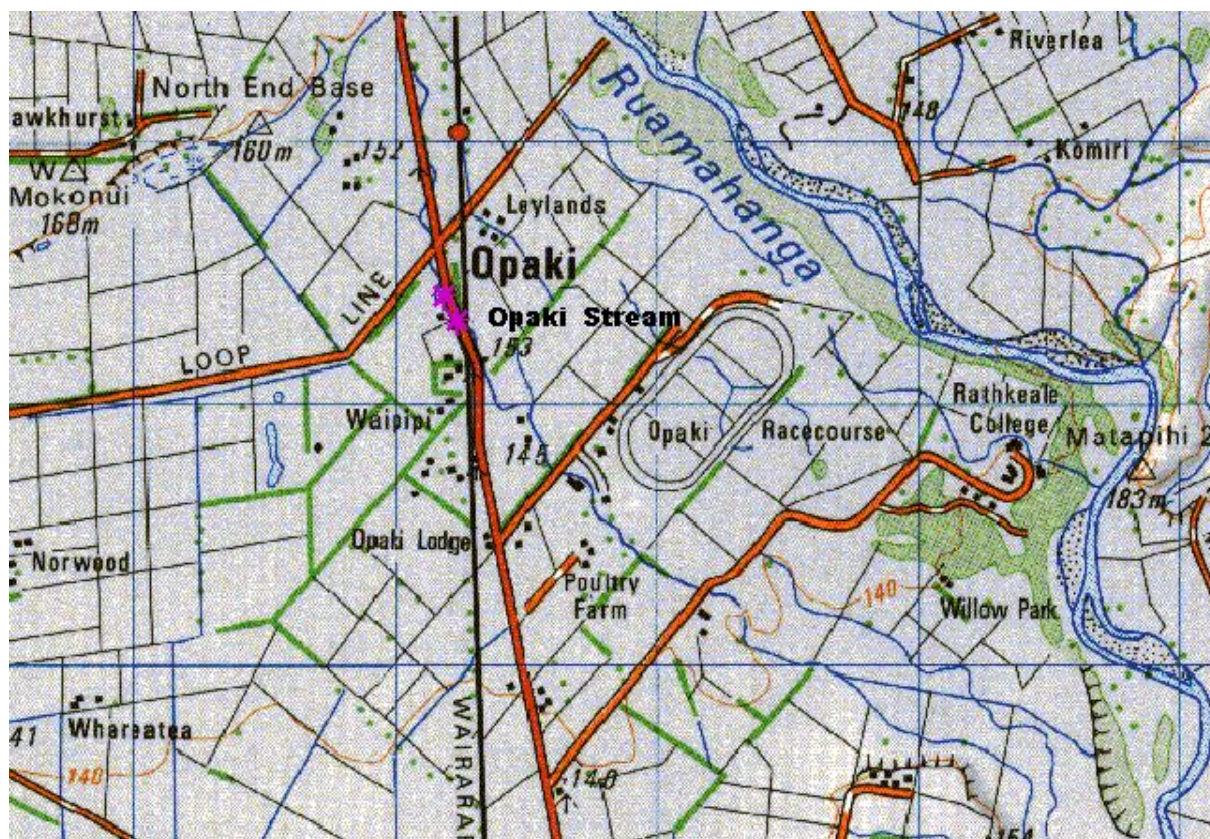 Riverlea
North End Base
awkhurst
160m
152
148
Komiri
W
Mokonui
168m
Leylands
Ruamahanga
Opaki
LINE
Opaki Stream
LOOP
153
Waipipi
Opaki
Racecourse
Rathkeale
College
Matapihi 2
145
183m
Opaki Lodge
Norwood
Poultry
Farm
140
Willow Park
Whareatea
41
140
WAIRARA
140